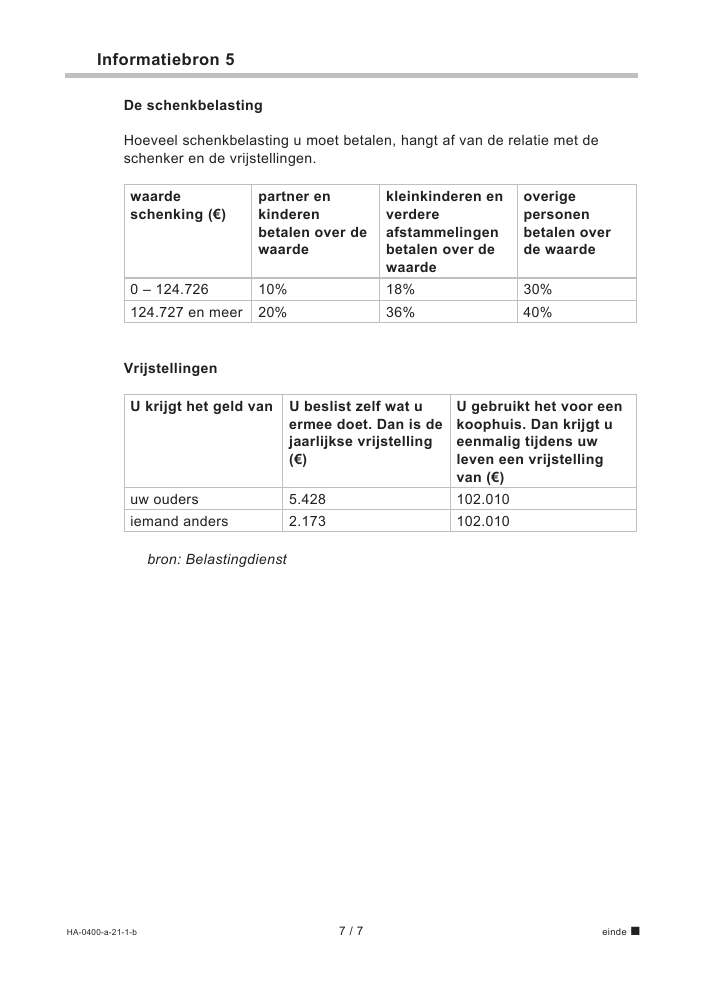 Informatiebron 5
De schenkbelasting
Hoeveel schenkbelasting u moet betalen, hangt af van de relatie met de
schenker en de vrijstellingen.
waarde
schenking (€)
partner en
kinderen
betalen over de
waarde
kleinkinderen en
verdere
afstammelingen
betalen over de
waarde
overige
personen
betalen over
de waarde
0 – 124.726 10% 18% 30%
124.727 en meer 20% 36% 40%
Vrijstellingen
U krijgt het geld van
U beslist zelf wat u
ermee doet. Dan is de
jaarlijkse vrijstelling
(€)
U gebruikt het voor een
koophuis. Dan krijgt u
eenmalig tijdens uw
leven een vrijstelling
van (€)
uw ouders 5.428 102.010
iemand anders 2.173 102.010
bron: Belastingdienst
HA-0400-a-21-1-b 7 / 7 einde ■